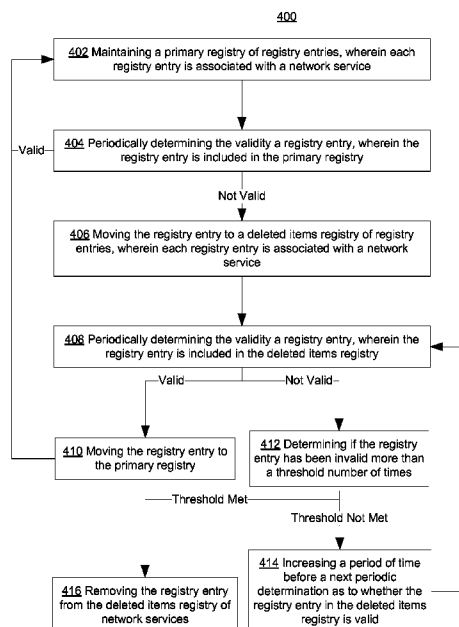 400
402 Maintaining a primary registry of registry entries, wherein each
registry entry is associated with a network service
404 Periodically determining the validity a registry entry, wherein the
registry entry is included in the primary registry
Valid
Not Valid
406 Moving the registry entry to a deleted items registry of registry
entries, wherein each registry entry is associated with a network
service
408 Periodically determining the validity a registry entry, wherein the
registry entry is included in the deleted items registry
Valid
Not Valid
410 Moving the registry entry to
the primary registry
412 Determining if the registry
entry has been invalid more than
a threshold number of times
Threshold Met
Threshold Not Met
416 Removing the registry entry
from the deleted items registry of
network services
414 Increasing a period of time
before a next periodic
determination as to whether the
registry entry in the deleted items
registry is valid